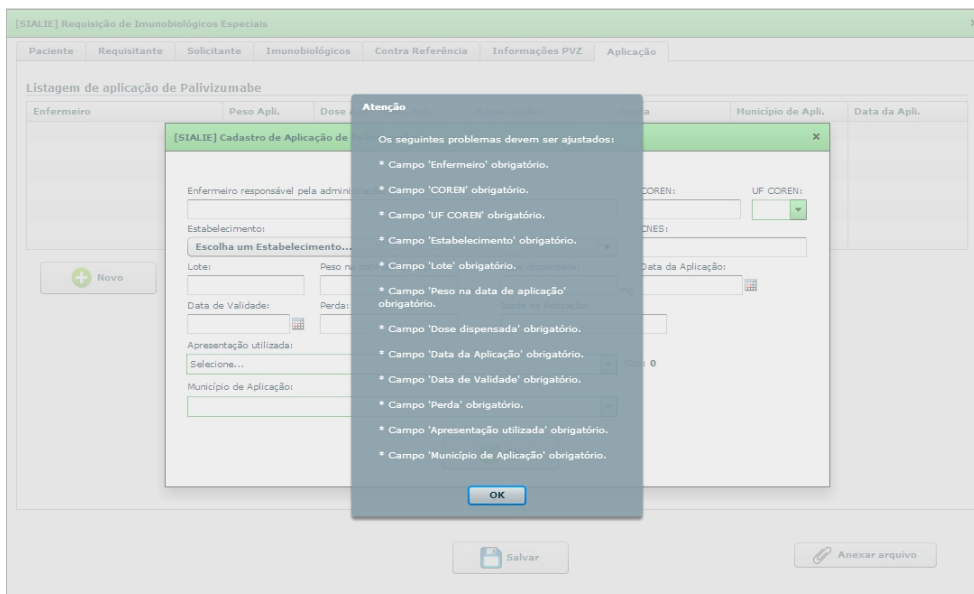 [SIALIE] Requisição de Imunobiológicos Especiais
Paciente Requisitante Solicitante Imunobiológicos Contra Referência Informações PVZ Aplicação
Listagem de aplicação de Palivizumabe
Enfermeiro Peso Apli. Dose Município de Apli. Data da Apli.
[SIALIE] Cadastro de Aplicação de
Enfermeiro responsável pela COREN: UF COREN:
Estabelecimento: CNES:
Escolha um Estabelecimento...
Lote: Peso na Data da Aplicação:
mg
Data de Validade: Perda:
Apresentação utilizada:
Selecione... 0
Município de Aplicação:
Novo
Atenção
Os seguintes problemas devem ser ajustados:
* Campo 'Enfermeiro' obrigatório.
* Campo 'COREN' obrigatório.
* Campo 'UF COREN' obrigatório.
* Campo 'Estabelecimento' obrigatório.
* Campo 'Lote' obrigatório.
* Campo 'Peso na data de aplicação'
obrigatório.
* Campo 'Dose dispensada' obrigatório.
* Campo 'Data da Aplicação' obrigatório.
* Campo 'Data de Validade' obrigatório.
* Campo 'Perda' obrigatório.
* Campo 'Apresentação utilizada' obrigatório.
* Campo 'Município de Aplicação' obrigatório.
OK
Salvar Anexar arquivo